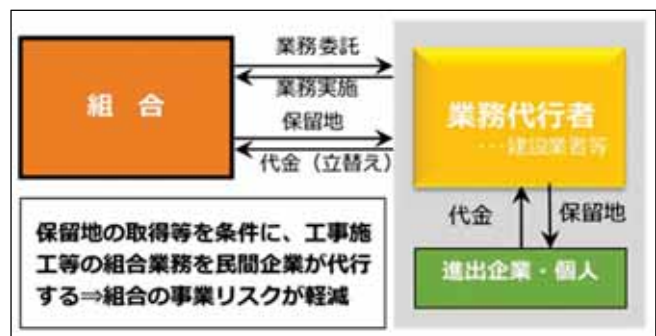 業務委託
業務実施
組　合
保留地
代金（立替え）
業務代行者
…建設業者等
代金
保留地
進出企業・個人
保留地の取得等を条件に、工事施
工等の組合業務を民間企業が代行
する⇒組合の事業リスクが軽減